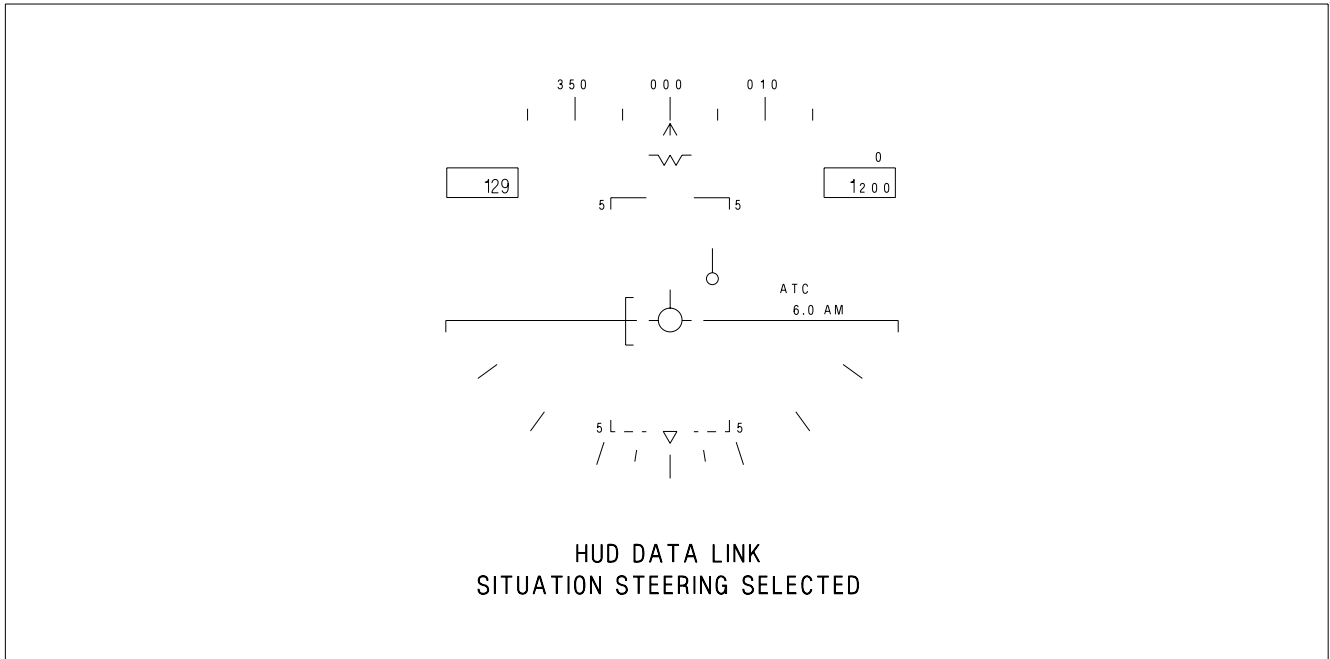 350 000 010
0
129 1200
5 5
ATC
6.0 AM
5 5
HUD DATA LINK
SITUATION STEERING SELECTED